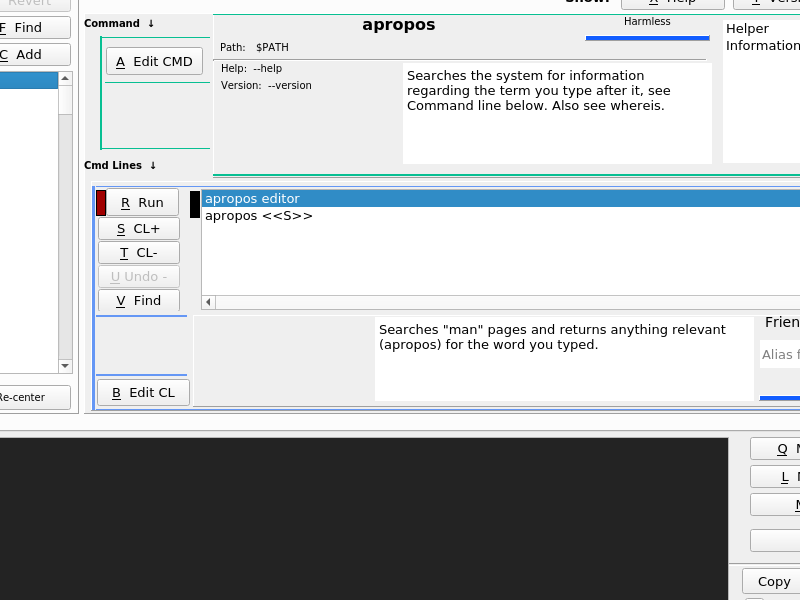 Revert
F Find
C Add
Re-center
Command ↓
A Edit CMD
apropos
Path: $PATH
Help: --help
Version: --version
Searches the system for information
regarding the term you type after it, see
Command line below. Also see whereis.
Show:
Help
Harmless
Helper
Information
Cmd Lines ↓
R Run
S CL+
T CL-
U Undo -
V Find
B Edit CL
apropos editor
apropos <<S>>
Searches "man" pages and returns anything relevant
(apropos) for the word you typed.
Frien
Alias f
Q
L
M
Copy